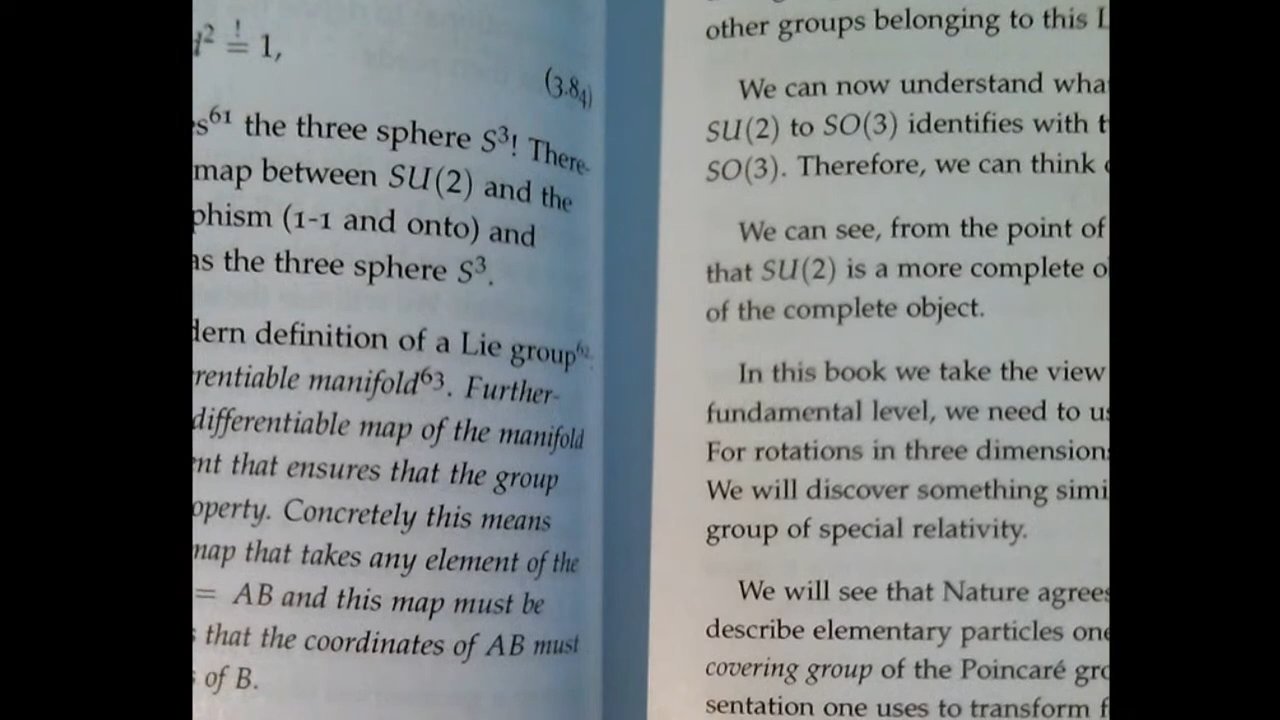 ² ! = 1,
(3.84)
s⁶¹ the three sphere S³! There-
map between SU(2) and the
phism (1-1 and onto) and
as the three sphere S³.
dern definition of a Lie group⁶²
rentiable manifold⁶³. Further-
differentiable map of the manifold
nt that ensures that the group
operty. Concretely this means
map that takes any element of the
= AB and this map must be
that the coordinates of AB must
of B.
other groups belonging to this L
We can now understand wha
SU(2) to SO(3) identifies with t
SO(3). Therefore, we can think
We can see, from the point of
that SU(2) is a more complete o
of the complete object.
In this book we take the view
fundamental level, we need to us
For rotations in three dimensions
We will discover something simi
group of special relativity.
We will see that Nature agrees
describe elementary particles one
covering group of the Poincaré gro
sentation one uses to transform f